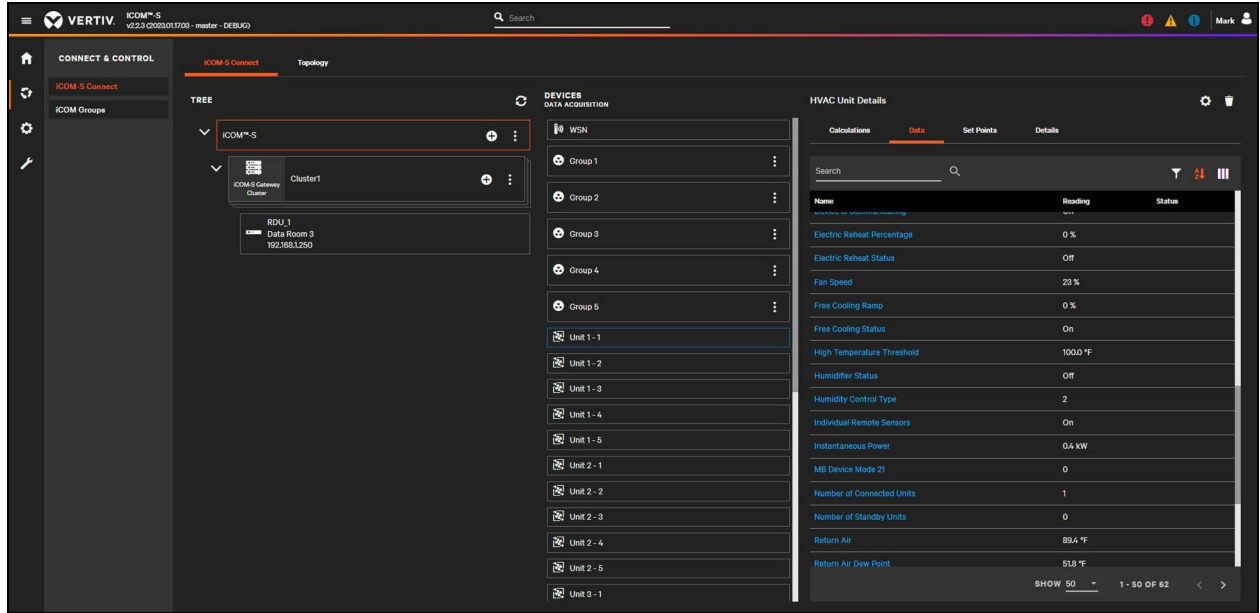 VERTIV. iCOM™-S
v2.2.3 (2023.01.17.03 - master - DEBUG)
Search
Mark
CONNECT & CONTROL
iCOM-S Connect
iCOM Groups
iCOM-S Connect Topology
TREE
iCOM™-S
iCOM-S Gateway
Cluster
Cluster1
RDU_1
Data Room 3
192.168.1.250
DEVICES
DATA ACQUISITION
WSN
Group 1
Group 2
Group 3
Group 4
Group 5
Unit 1 - 1
Unit 1 - 2
Unit 1 - 3
Unit 1 - 4
Unit 1 - 5
Unit 2 - 1
Unit 2 - 2
Unit 2 - 3
Unit 2 - 4
Unit 2 - 5
Unit 3 - 1
HVAC Unit Details
Calculations Data Set Points Details
Search
Name Reading Status
Device is Communicating On
Electric Reheat Percentage 0 %
Electric Reheat Status Off
Fan Speed 23 %
Free Cooling Ramp 0 %
Free Cooling Status On
High Temperature Threshold 100.0 °F
Humidifier Status Off
Humidity Control Type 2
Individual Remote Sensors On
Instantaneous Power 0.4 kW
MB Device Mode 21 0
Number of Connected Units 1
Number of Standby Units 0
Return Air 89.4 °F
Return Air Dew Point 51.8 °F
SHOW 50 1 - 50 OF 62